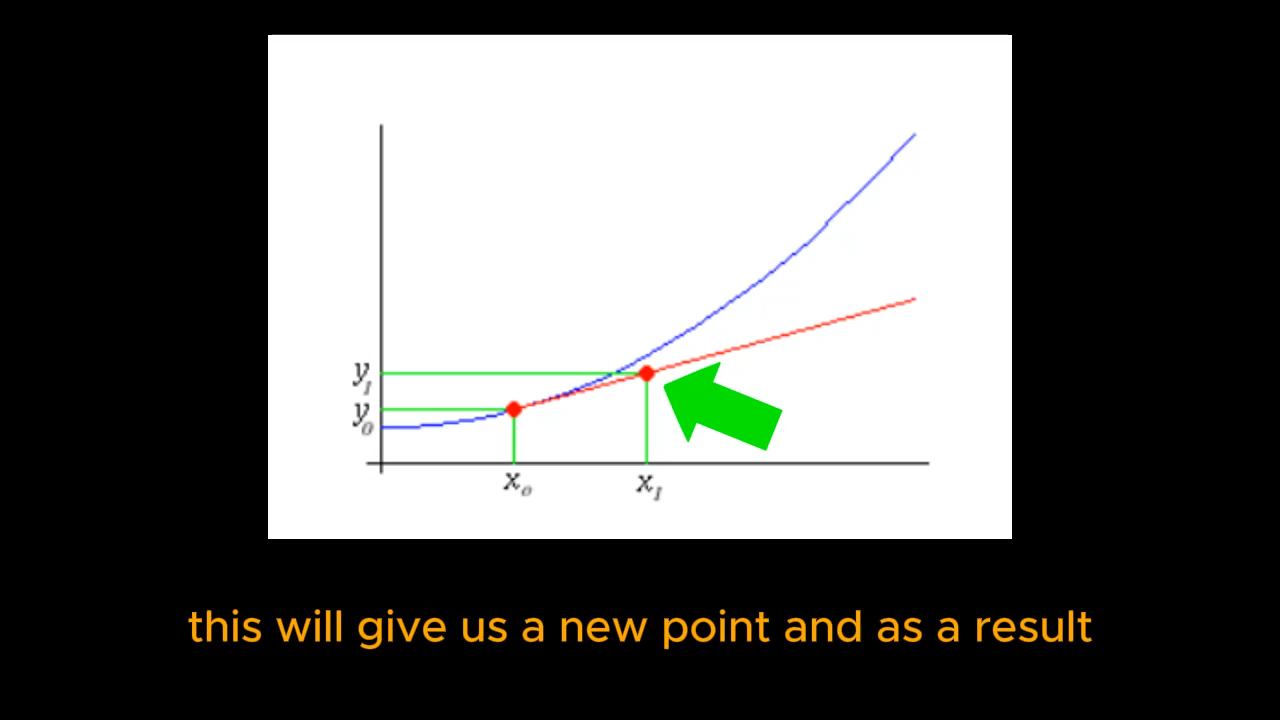 y₁
y₀
x₀ x₁
this will give us a new point and as a result